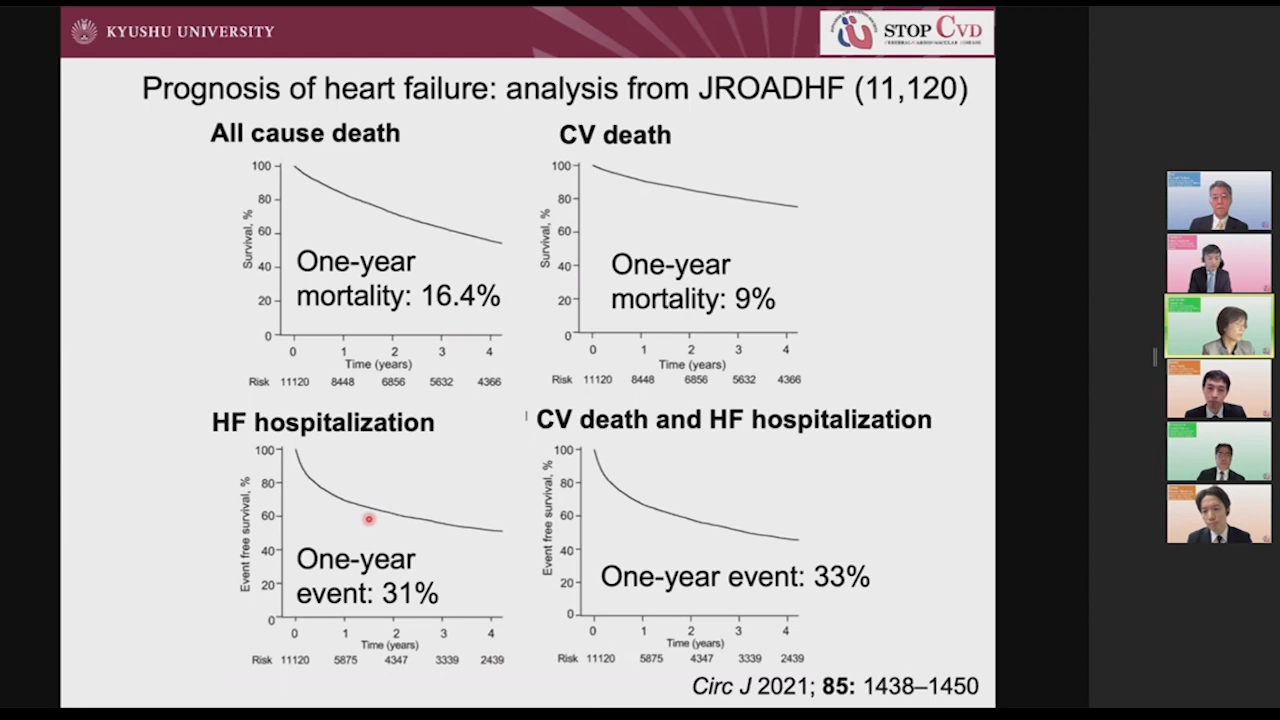 KYUSHU UNIVERSITY
STOP CVD
CEREBRAL·CARDIOVASCULAR DISEASE
Prognosis of heart failure: analysis from JROADHF (11,120)
All cause death
Survival, %
100
80
60
40
20
0
One-year
mortality: 16.4%
0 1 2 3 4
Time (years)
Risk 11120 8448 6856 5632 4366
CV death
Survival, %
100
80
60
40
20
0
One-year
mortality: 9%
0 1 2 3 4
Time (years)
Risk 11120 8448 6856 5632 4366
HF hospitalization
Event free survival, %
100
80
60
40
20
0
One-year
event: 31%
0 1 2 3 4
Time (years)
Risk 11120 5875 4347 3339 2439
CV death and HF hospitalization
Event free survival, %
100
80
60
40
20
0
One-year event: 33%
0 1 2 3 4
Time (years)
Risk 11120 5875 4347 3339 2439
Circ J 2021; 85: 1438–1450